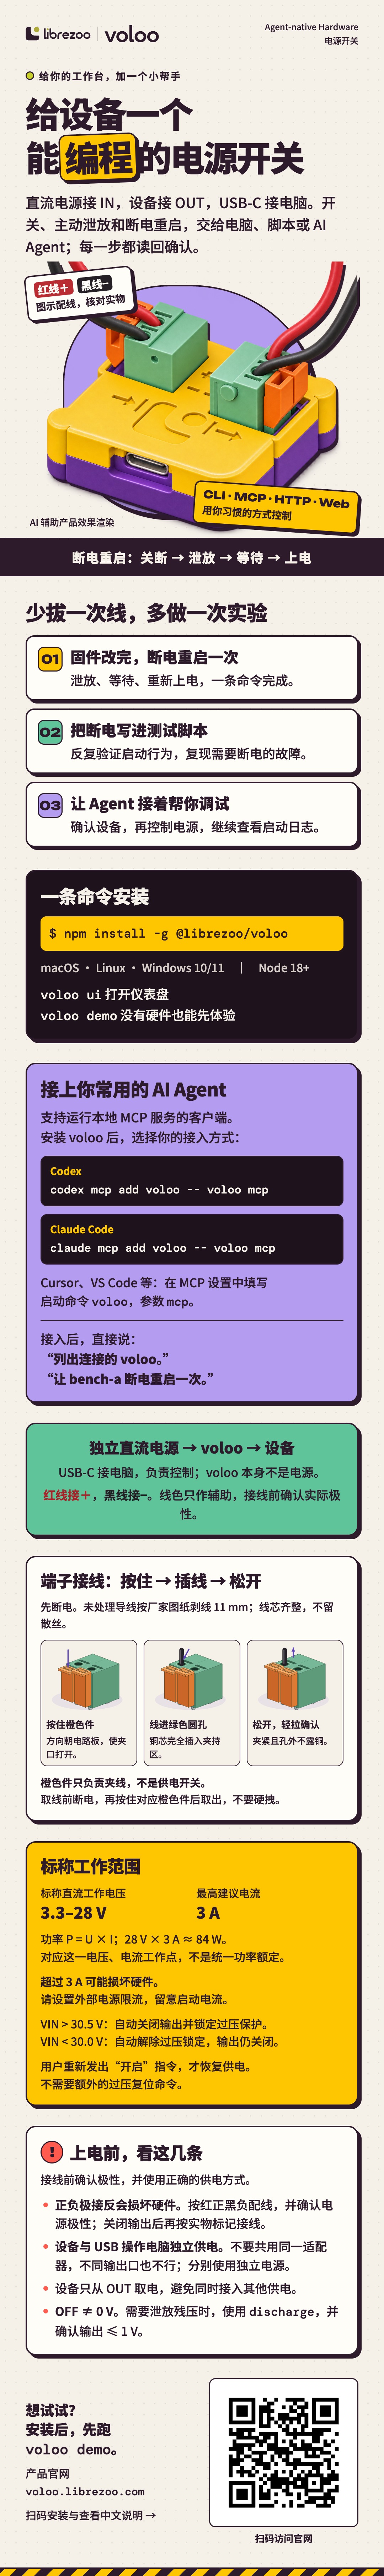 librezoo | voloo
Agent-native Hardware
电源开关
给你的工作台，加一个小帮手
给设备一个
能编程的电源开关
直流电源接 IN，设备接 OUT，USB-C 接电脑。开
关、主动泄放和断电重启，交给电脑、脚本或 AI
Agent；每一步都读回确认。
红线＋ 黑线−
图示配线，核对实物
CLI · MCP · HTTP · Web
用你习惯的方式控制
AI 辅助产品效果渲染
断电重启：关断 → 泄放 → 等待 → 上电
少拔一次线，多做一次实验
01 固件改完，断电重启一次
泄放、等待、重新上电，一条命令完成。
02 把断电写进测试脚本
反复验证启动行为，复现需要断电的故障。
03 让 Agent 接着帮你调试
确认设备，再控制电源，继续查看启动日志。
一条命令安装
$ npm install -g @librezoo/voloo
macOS · Linux · Windows 10/11 | Node 18+
voloo ui 打开仪表盘
voloo demo 没有硬件也能先体验
接上你常用的 AI Agent
支持运行本地 MCP 服务的客户端。
安装 voloo 后，选择你的接入方式：
Codex
codex mcp add voloo -- voloo mcp
Claude Code
claude mcp add voloo -- voloo mcp
Cursor、VS Code 等：在 MCP 设置中填写
启动命令 voloo，参数 mcp。
接入后，直接说：
“列出连接的 voloo。”
“让 bench-a 断电重启一次。”
独立直流电源 → voloo → 设备
USB-C 接电脑，负责控制；voloo 本身不是电源。
红线接＋，黑线接−。线色只作辅助，接线前确认实际极
性。
端子接线：按住 → 插线 → 松开
先断电。未处理导线按厂家图纸剥线 11 mm；线芯齐整，不留
散丝。
按住橙色件
方向朝电路板，使夹
口打开。
线进绿色圆孔
铜芯完全插入夹持
区。
松开，轻拉确认
夹紧且孔外不露铜。
橙色件只负责夹线，不是供电开关。
取线前断电，再按住对应橙色件后取出，不要硬拽。
标称工作范围
标称直流工作电压
3.3–28 V
最高建议电流
3 A
功率 P = U × I；28 V × 3 A ≈ 84 W。
对应这一电压、电流工作点，不是统一功率额定。
超过 3 A 可能损坏硬件。
请设置外部电源限流，留意启动电流。
VIN > 30.5 V：自动关闭输出并锁定过压保护。
VIN < 30.0 V：自动解除过压锁定，输出仍关闭。
用户重新发出“开启”指令，才恢复供电。
不需要额外的过压复位命令。
! 上电前，看这几条
接线前确认极性，并使用正确的供电方式。
• 正负极接反会损坏硬件。按红正黑负配线，并确认电
源极性；关闭输出后再按实物标记接线。
• 设备与 USB 操作电脑独立供电。不要共用同一适配
器，不同输出口也不行；分别使用独立电源。
• 设备只从 OUT 取电，避免同时接入其他供电。
• OFF ≠ 0 V。需要泄放残压时，使用 discharge，并
确认输出 ≤ 1 V。
想试试？
安装后，先跑
voloo demo。
产品官网
voloo.librezoo.com
扫码安装与查看中文说明 →
扫码访问官网